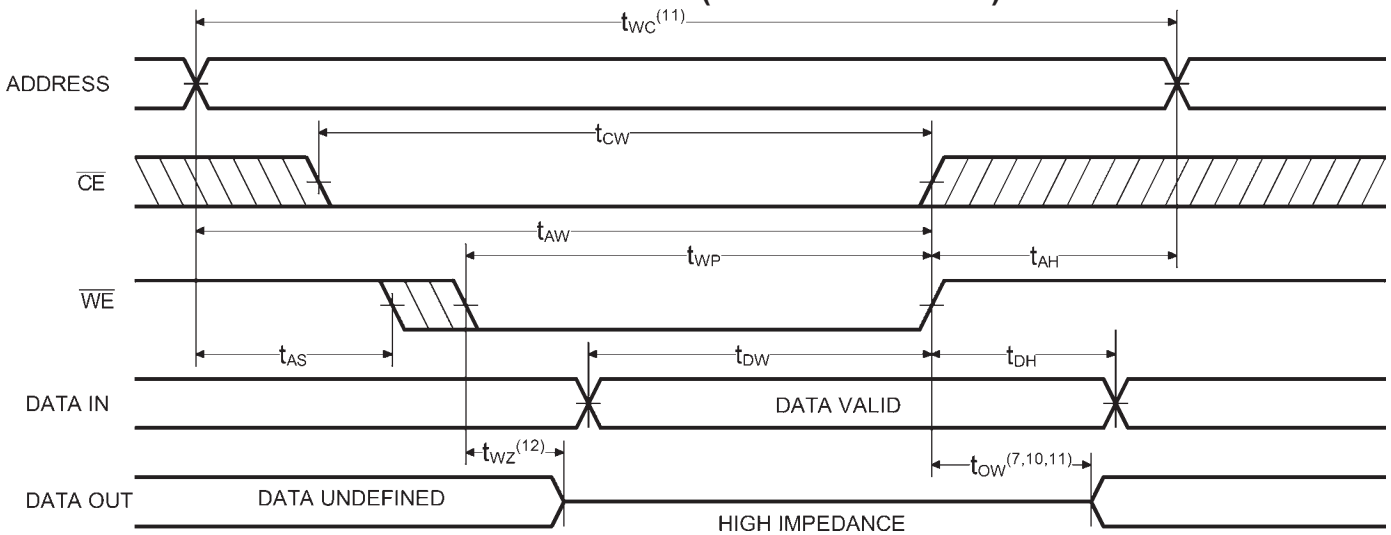 tWC(11)
ADDRESS
tCW
CE
tAW
tWP
tAH
WE
tAS
tDW
tDH
DATA IN
DATA VALID
tWZ(12)
tOW(7,10,11)
DATA OUT
DATA UNDEFINED
HIGH IMPEDANCE